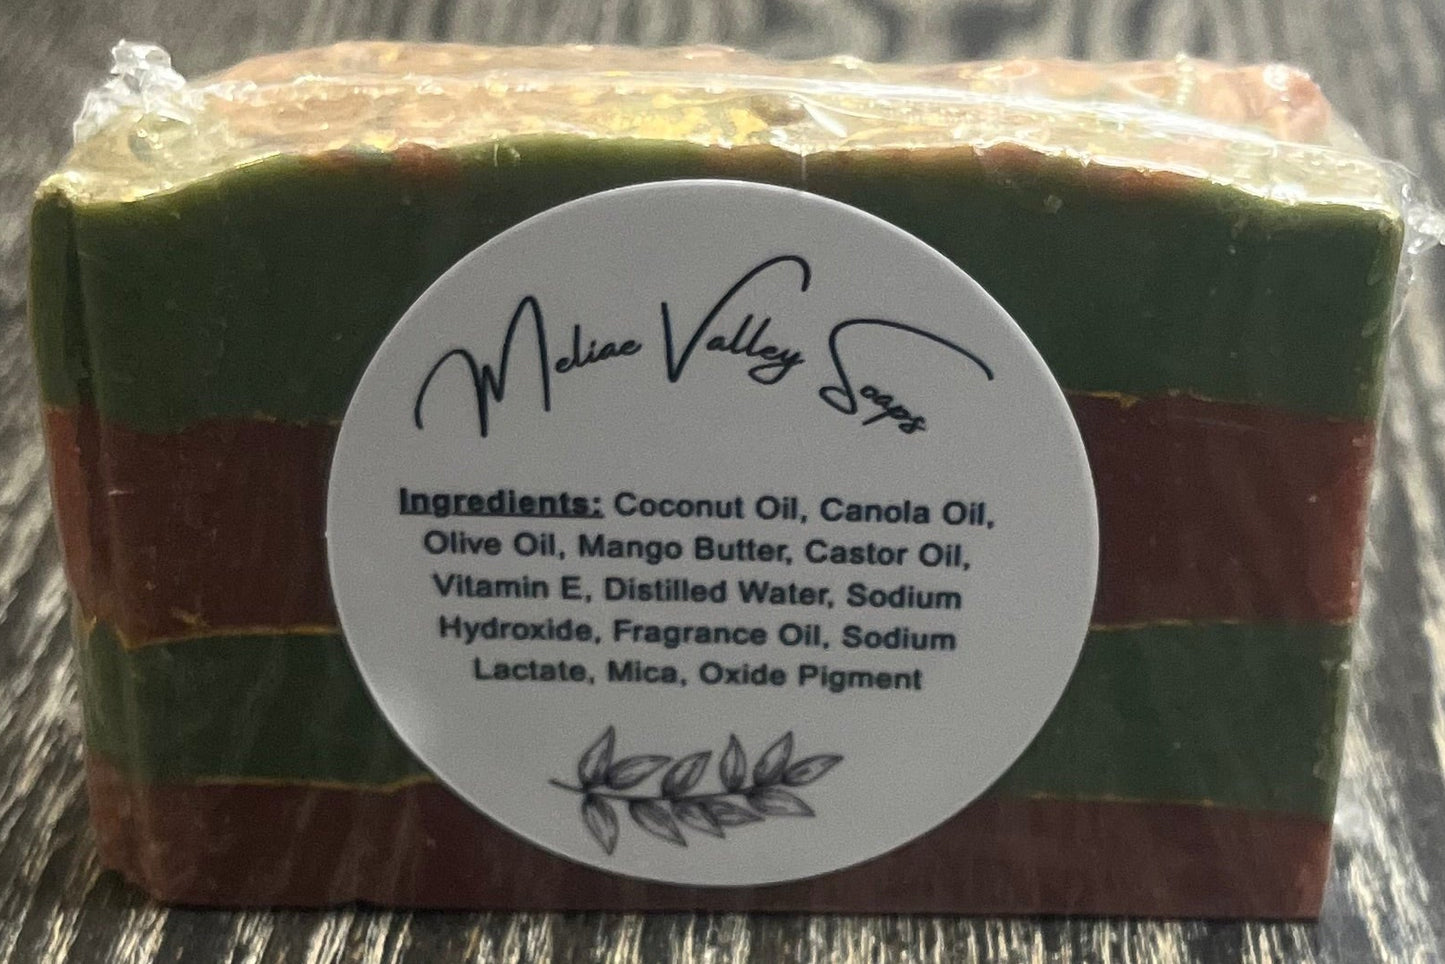 Meliae Valley Soaps
Ingredients: Coconut Oil, Canola Oil,
Olive Oil, Mango Butter, Castor Oil,
Vitamin E, Distilled Water, Sodium
Hydroxide, Fragrance Oil, Sodium
Lactate, Mica, Oxide Pigment